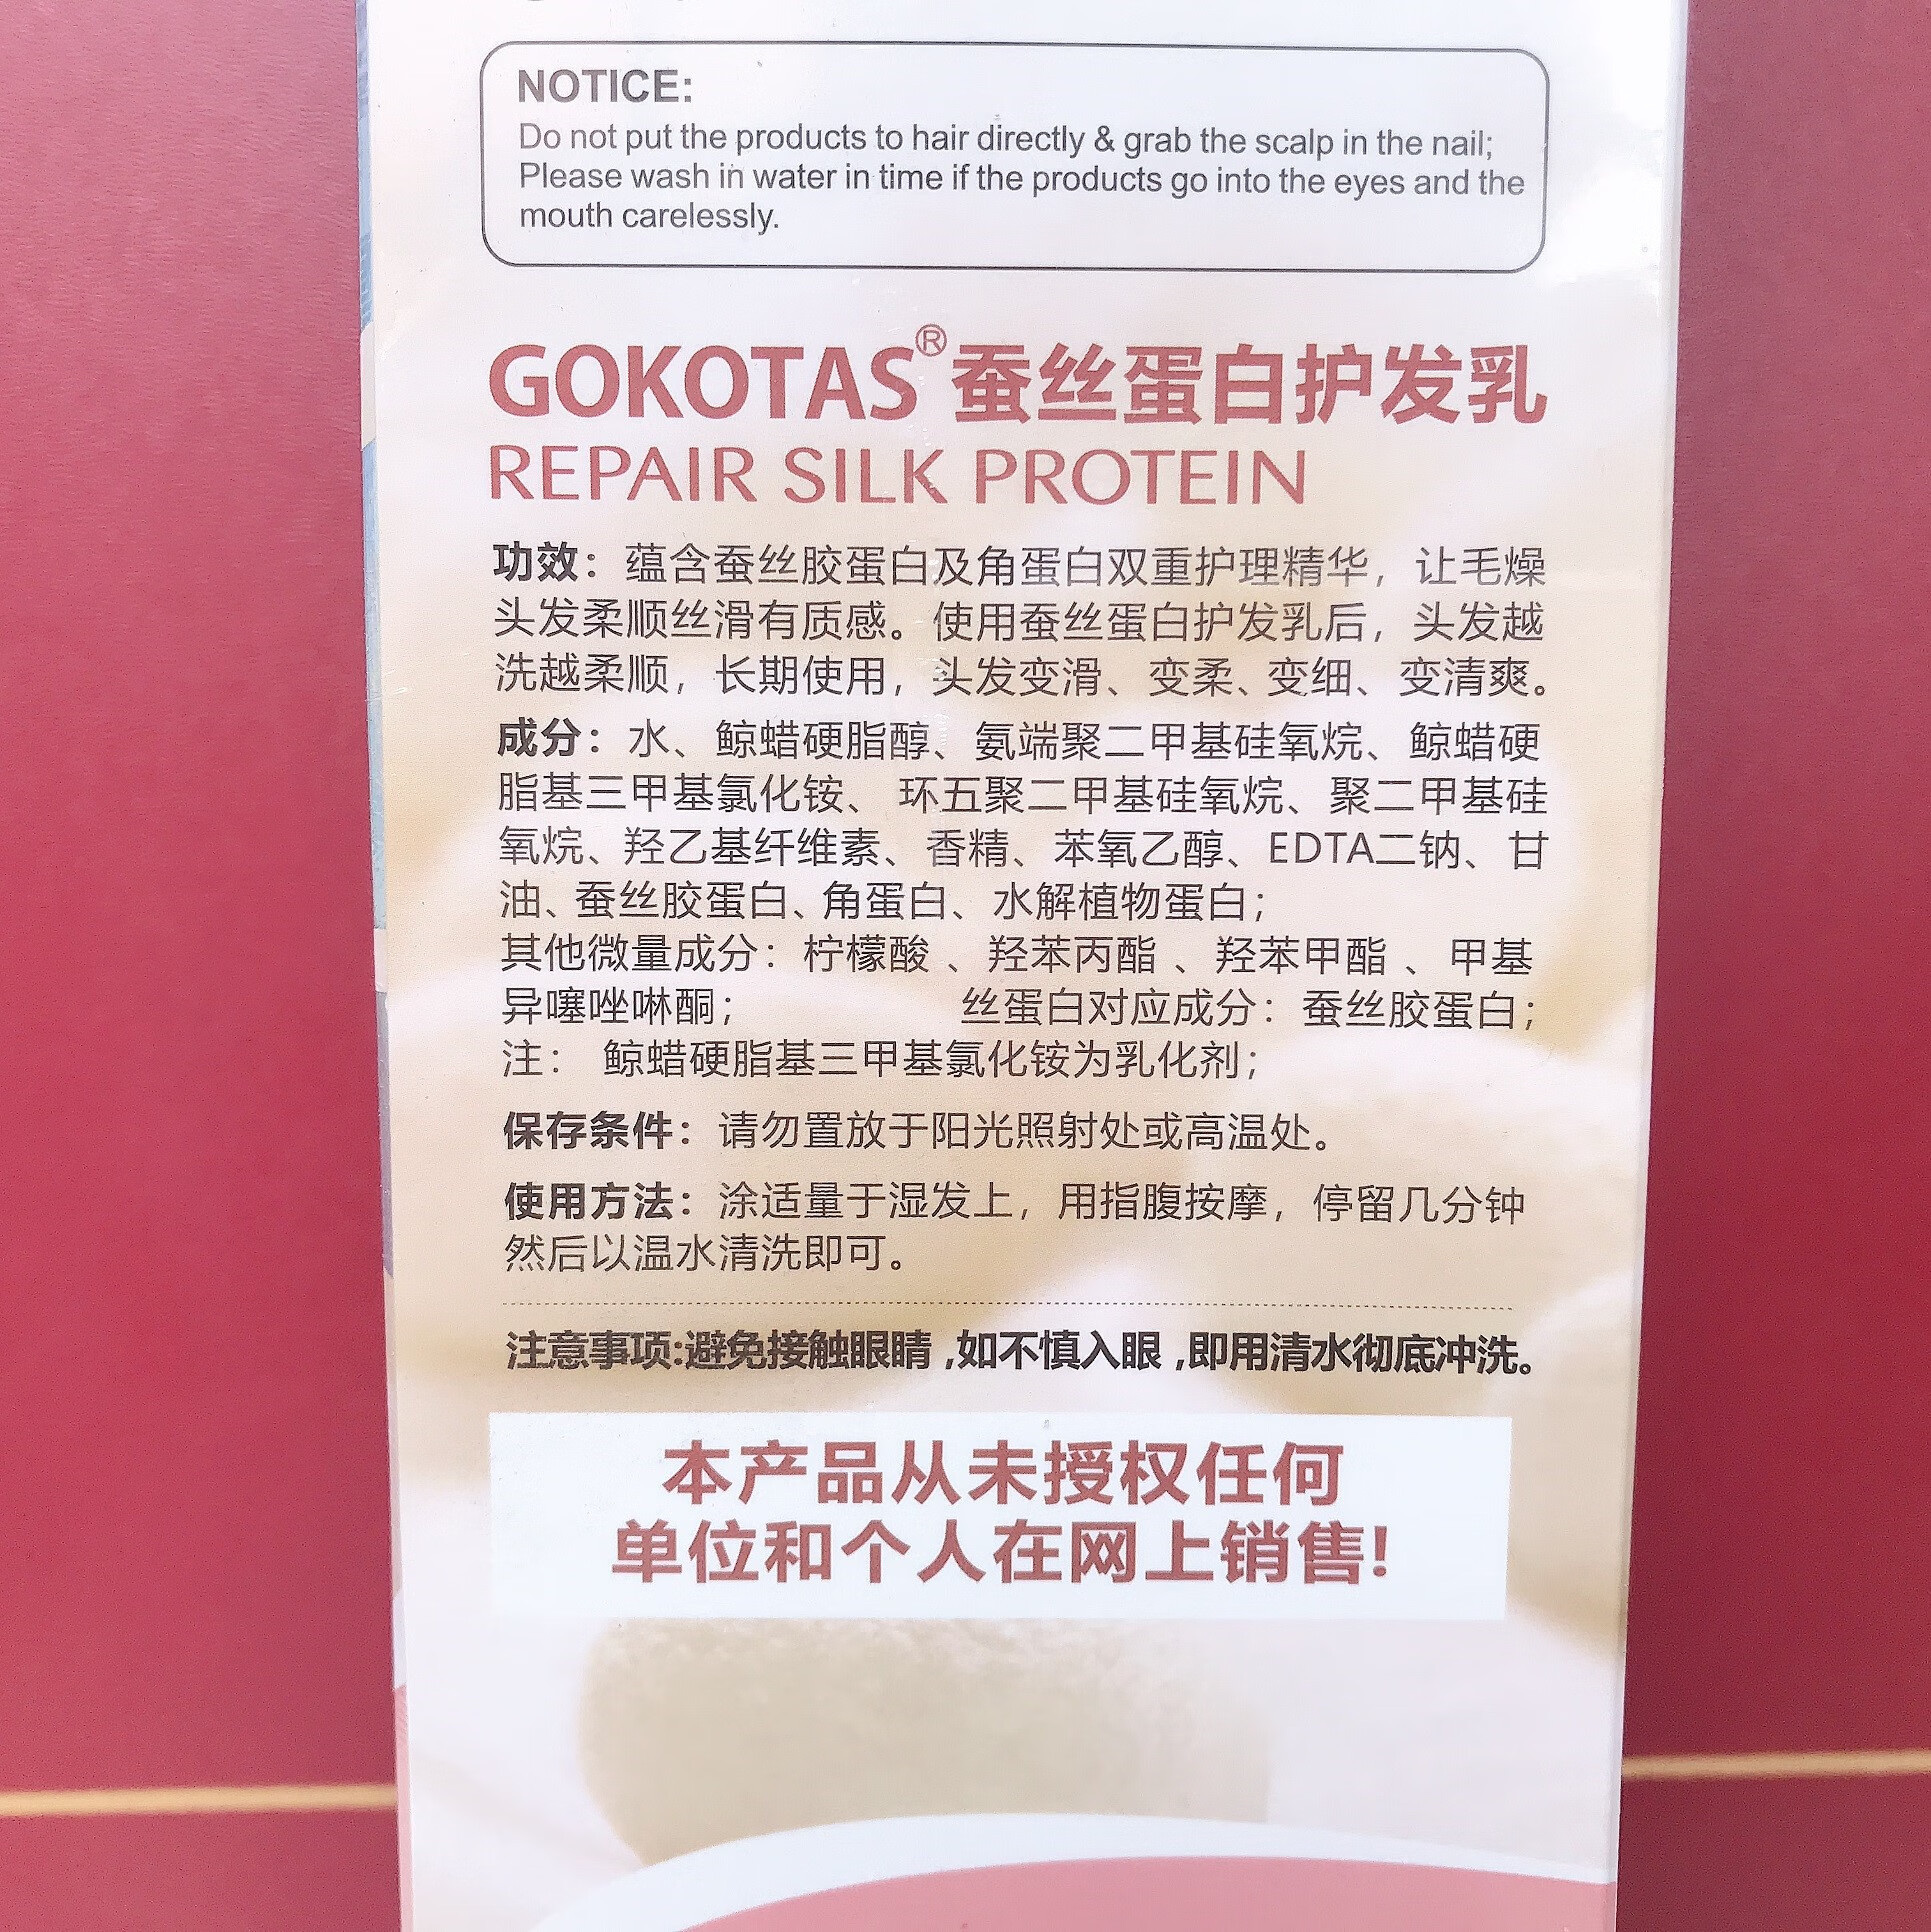 NOTICE:
Do not put the products to hair directly & grab the scalp in the nail;
Please wash in water in time if the products go into the eyes and the
mouth carelessly.
GOKOTAS®蚕丝蛋白护发乳
REPAIR SILK PROTEIN
功效：蕴含蚕丝胶蛋白及角蛋白双重护理精华，让毛燥
头发柔顺丝滑有质感。使用蚕丝蛋白护发乳后，头发越
洗越柔顺，长期使用，头发变滑、变柔、变细、变清爽。
成分：水、鲸蜡硬脂醇、氨端聚二甲基硅氧烷、鲸蜡硬
脂基三甲基氯化铵、环五聚二甲基硅氧烷、聚二甲基硅
氧烷、羟乙基纤维素、香精、苯氧乙醇、EDTA二钠、甘
油、蚕丝胶蛋白、角蛋白、水解植物蛋白；
其他微量成分：柠檬酸、羟苯丙酯、羟苯甲酯、甲基
异噻唑啉酮； 丝蛋白对应成分：蚕丝胶蛋白；
注： 鲸蜡硬脂基三甲基氯化铵为乳化剂；
保存条件：请勿置放于阳光照射处或高温处。
使用方法：涂适量于湿发上，用指腹按摩，停留几分钟
然后以温水清洗即可。
注意事项:避免接触眼睛,如不慎入眼,即用清水彻底冲洗。
本产品从未授权任何
单位和个人在网上销售!